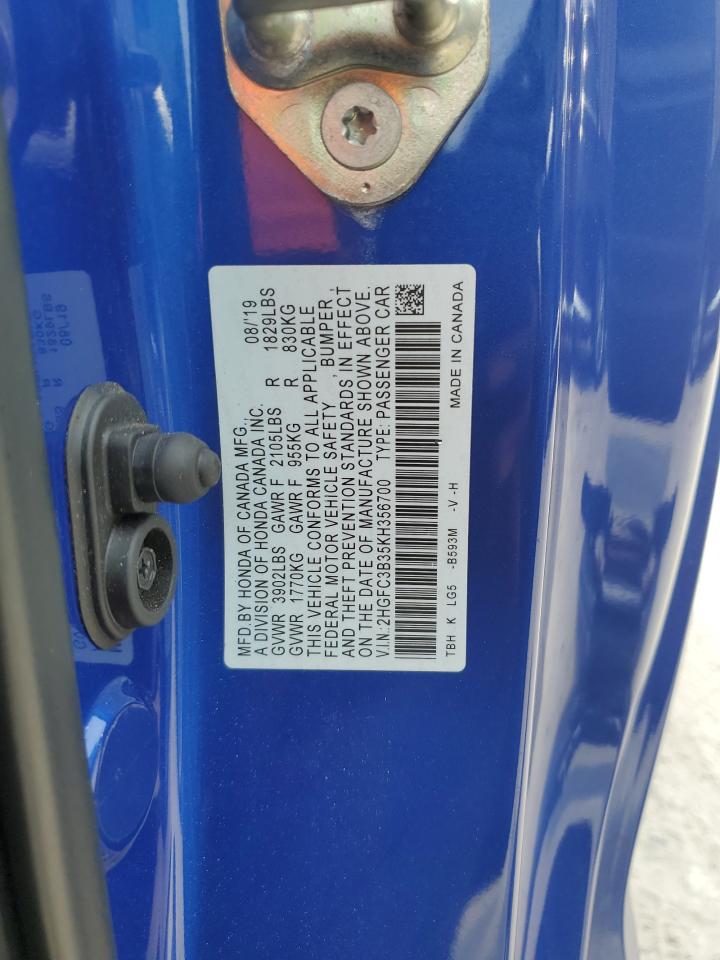 MFD.BY HONDA OF CANADA MFG., 08/'19
A DIVISION OF HONDA CANADA INC.
GVWR 3902LBS GAWR F 2105LBS R 1829LBS
GVWR 1770KG GAWR F 955KG R 830KG
THIS VEHICLE CONFORMS TO ALL APPLICABLE
FEDERAL MOTOR VEHICLE SAFETY , BUMPER ,
AND THEFT PREVENTION STANDARDS IN EFFECT
ON THE DATE OF MANUFACTURE SHOWN ABOVE.
V.I.N.:2HGFC3B35KH356700 TYPE:PASSENGER CAR
TBH K LG5 -B593M -V -H MADE IN CANADA